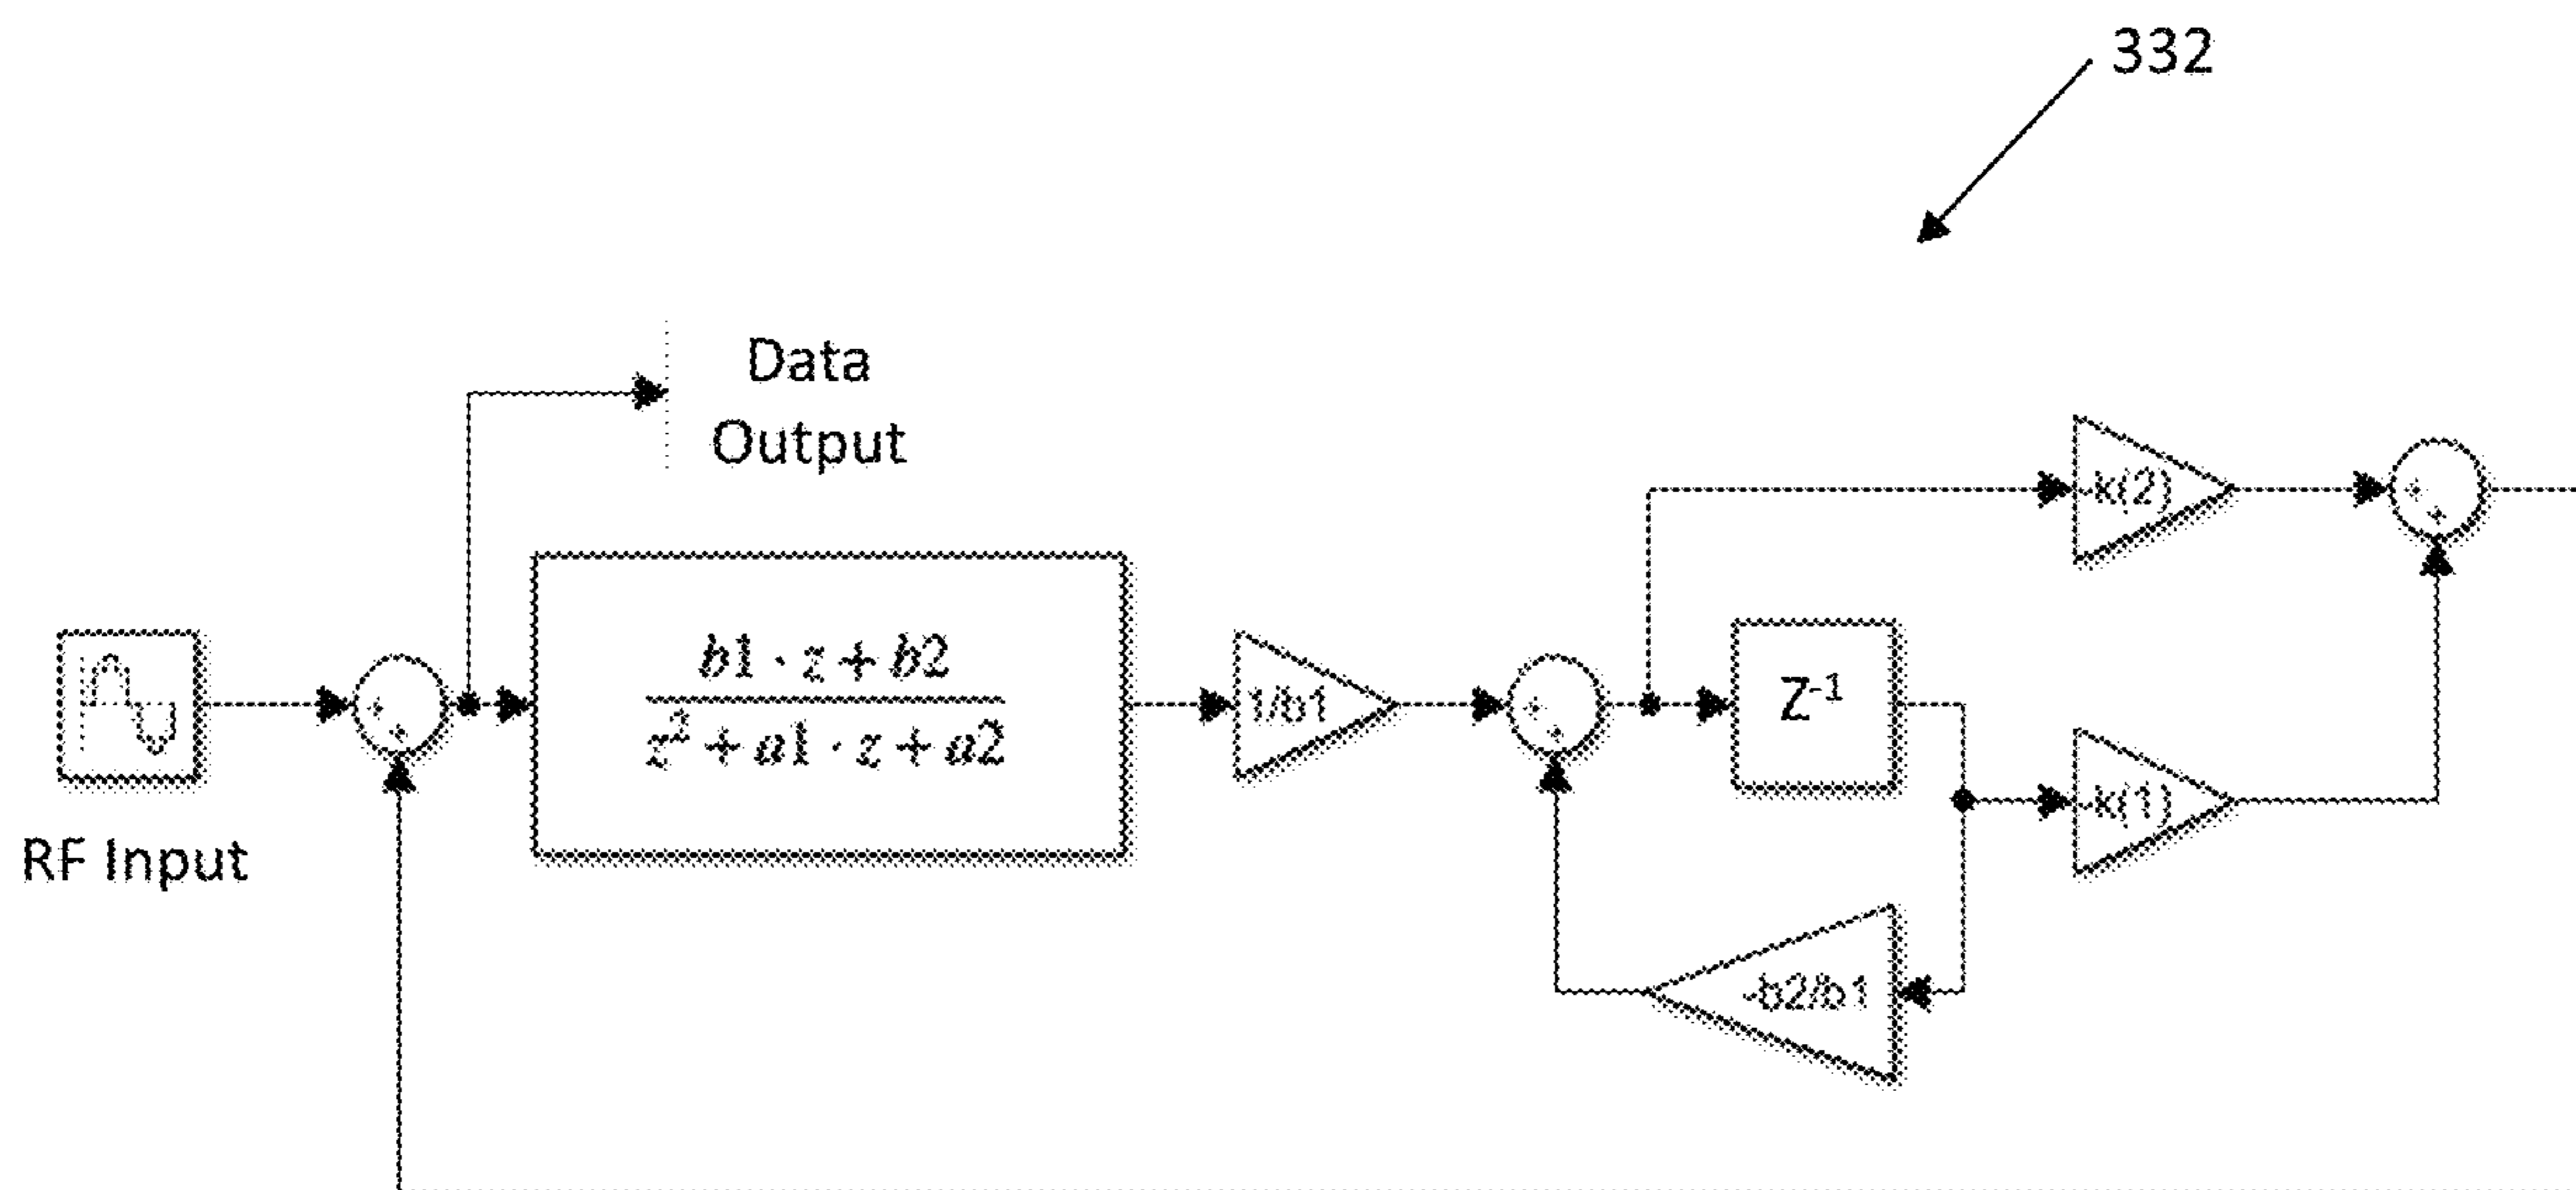 332
Data
Output
-k(2)
b1 · z + b2
z² + a1 · z + a2
1/b1
Z⁻¹
-k(1)
RF Input
-b2/b1